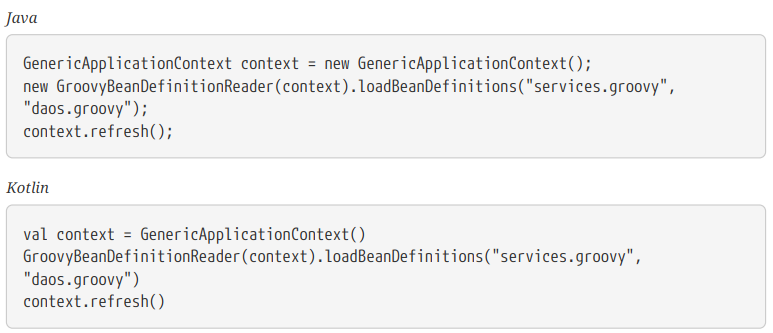 Java
GenericApplicationContext context = new GenericApplicationContext();
new GroovyBeanDefinitionReader(context).loadBeanDefinitions("services.groovy",
"daos.groovy");
context.refresh();
Kotlin
val context = GenericApplicationContext()
GroovyBeanDefinitionReader(context).loadBeanDefinitions("services.groovy",
"daos.groovy")
context.refresh()